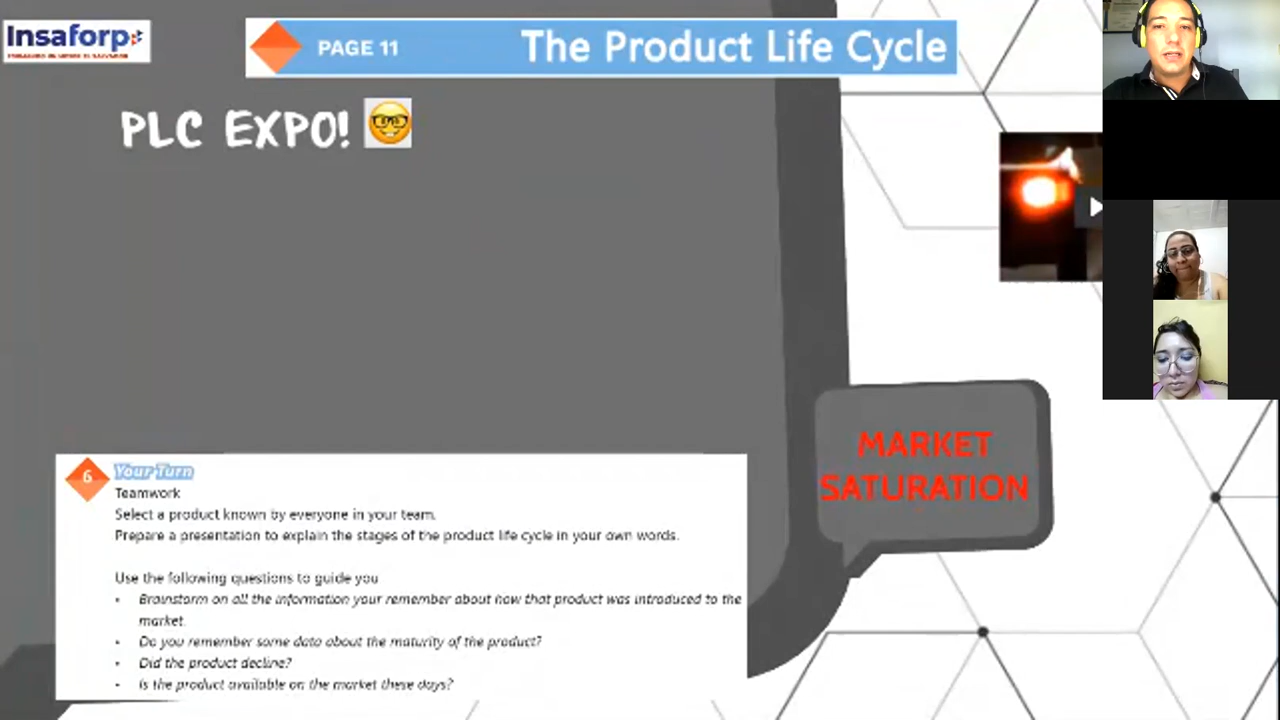 Insaforp
PAGE 11
The Product Life Cycle
PLC EXPO!
MARKET
SATURATION
6
Your Turn
Teamwork
Select a product known by everyone in your team.
Prepare a presentation to explain the stages of the product life cycle in your own words.
Use the following questions to guide you
• Brainstorm on all the information your remember about how that product was introduced to the
market.
• Do you remember some data about the maturity of the product?
• Did the product decline?
• Is the product available on the market these days?